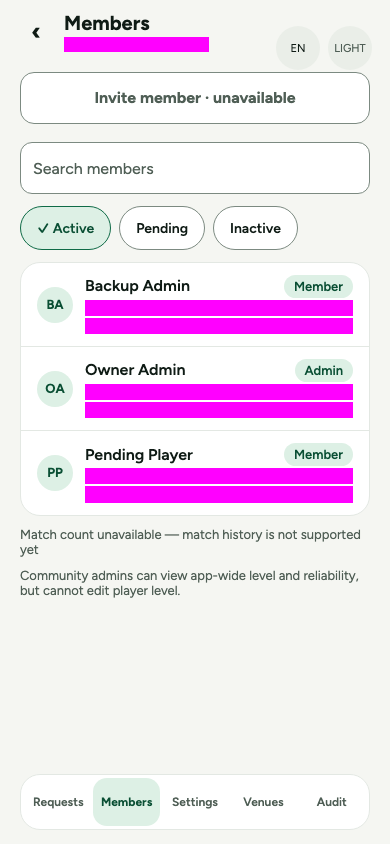 ‹ Members
EN
LIGHT
Invite member · unavailable
Search members
✓ Active
Pending
Inactive
BA
Backup Admin
Member
OA
Owner Admin
Admin
PP
Pending Player
Member
Match count unavailable — match history is not supported
yet
Community admins can view app-wide level and reliability,
but cannot edit player level.
Requests
Members
Settings
Venues
Audit